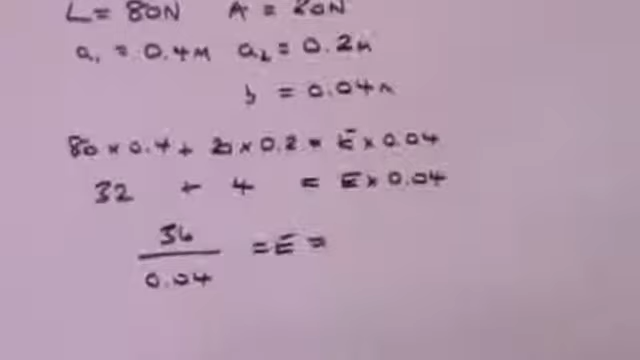 L = 80N A = 20N
a₁ = 0.4m a₂ = 0.2m
b = 0.04m
80 × 0.4 + 20 × 0.2 = E × 0.04
32 + 4 = E × 0.04
36
0.04
= E =